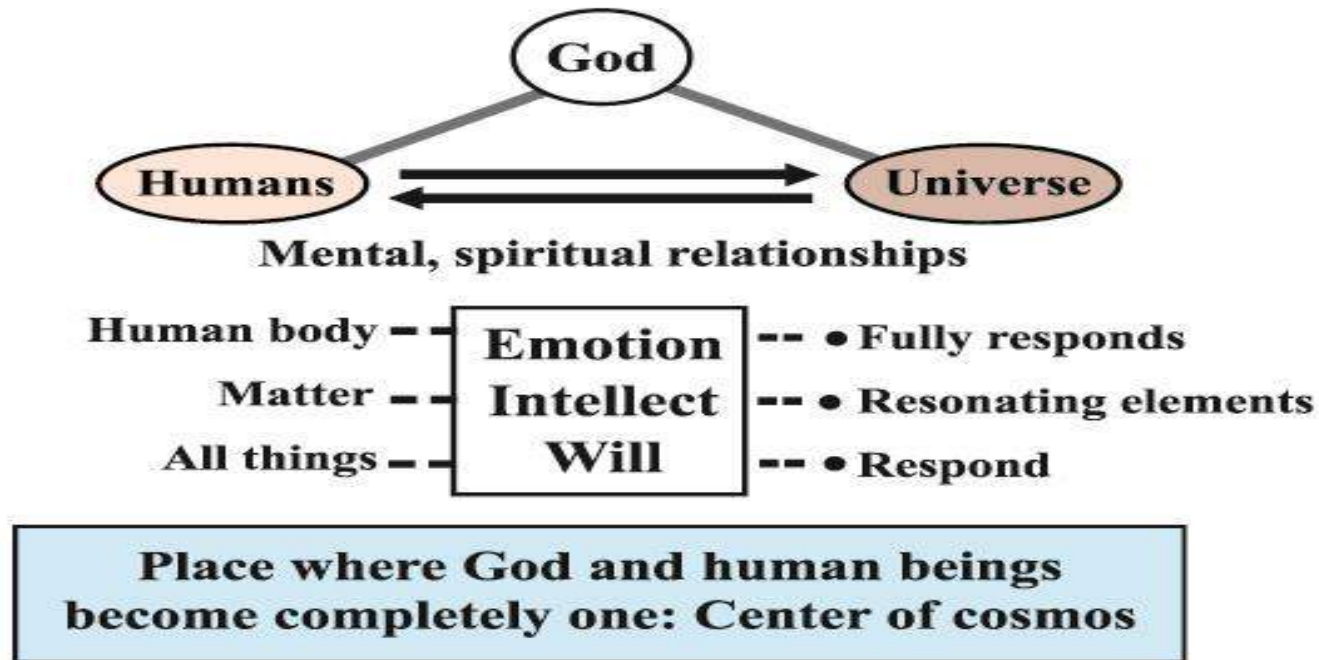 God
Humans
Universe
Mental, spiritual relationships
Human body
Emotion
• Fully responds
Matter
Intellect
• Resonating elements
All things
Will
• Respond
Place where God and human beings
become completely one: Center of cosmos